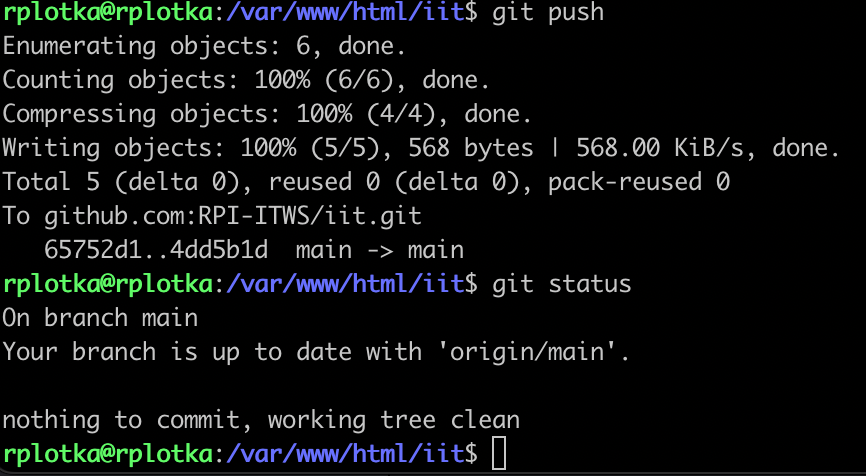 rplotka@rplotka:/var/www/html/iit$ git push
Enumerating objects: 6, done.
Counting objects: 100% (6/6), done.
Compressing objects: 100% (4/4), done.
Writing objects: 100% (5/5), 568 bytes | 568.00 KiB/s, done.
Total 5 (delta 0), reused 0 (delta 0), pack-reused 0
To github.com:RPI-ITWS/iit.git
   65752d1..4dd5b1d  main -> main
rplotka@rplotka:/var/www/html/iit$ git status
On branch main
Your branch is up to date with 'origin/main'.

nothing to commit, working tree clean
rplotka@rplotka:/var/www/html/iit$